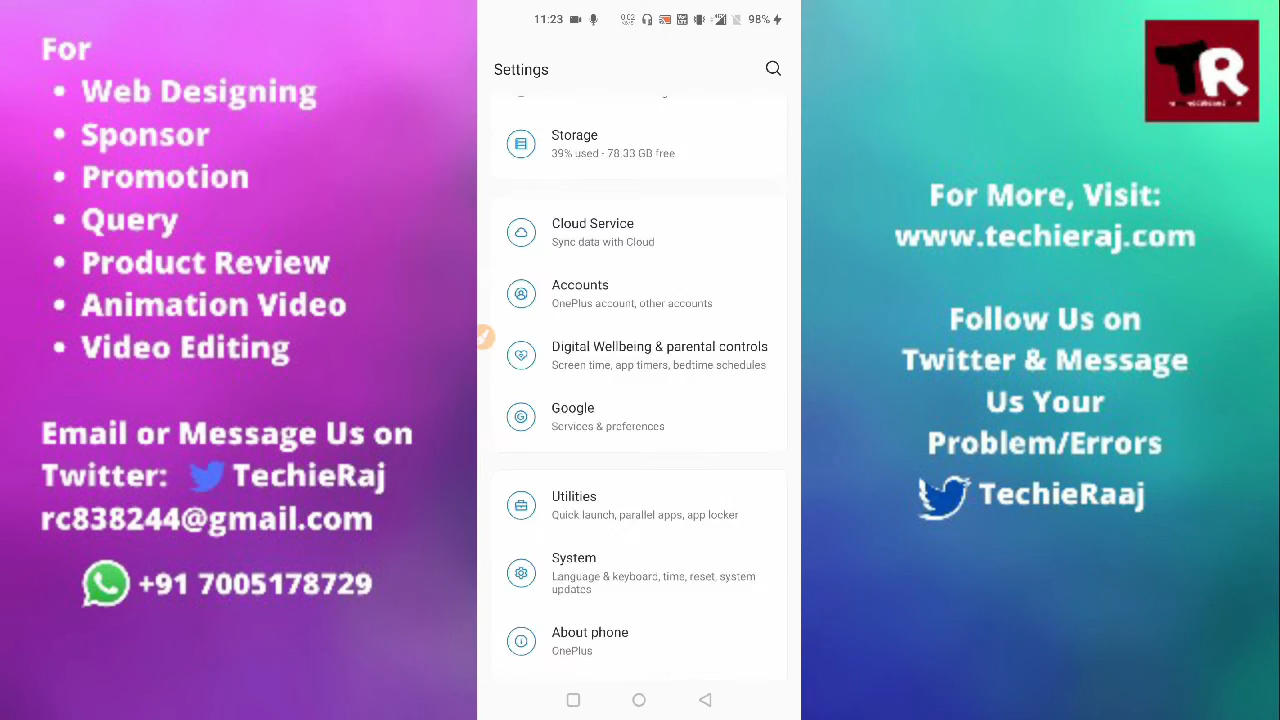 For
• Web Designing
• Sponsor
• Promotion
• Query
• Product Review
• Animation Video
• Video Editing
Email or Message Us on
Twitter: TechieRaj
rc838244@gmail.com
+91 7005178729
11:23
98%
Settings
Storage
39% used - 78.33 GB free
Cloud Service
Sync data with Cloud
Accounts
OnePlus account, other accounts
Digital Wellbeing & parental controls
Screen time, app timers, bedtime schedules
Google
Services & preferences
Utilities
Quick launch, parallel apps, app locker
System
Language & keyboard, time, reset, system
updates
About phone
OnePlus
TR
For More, Visit:
www.techieraj.com
Follow Us on
Twitter & Message
Us Your
Problem/Errors
TechieRaaj